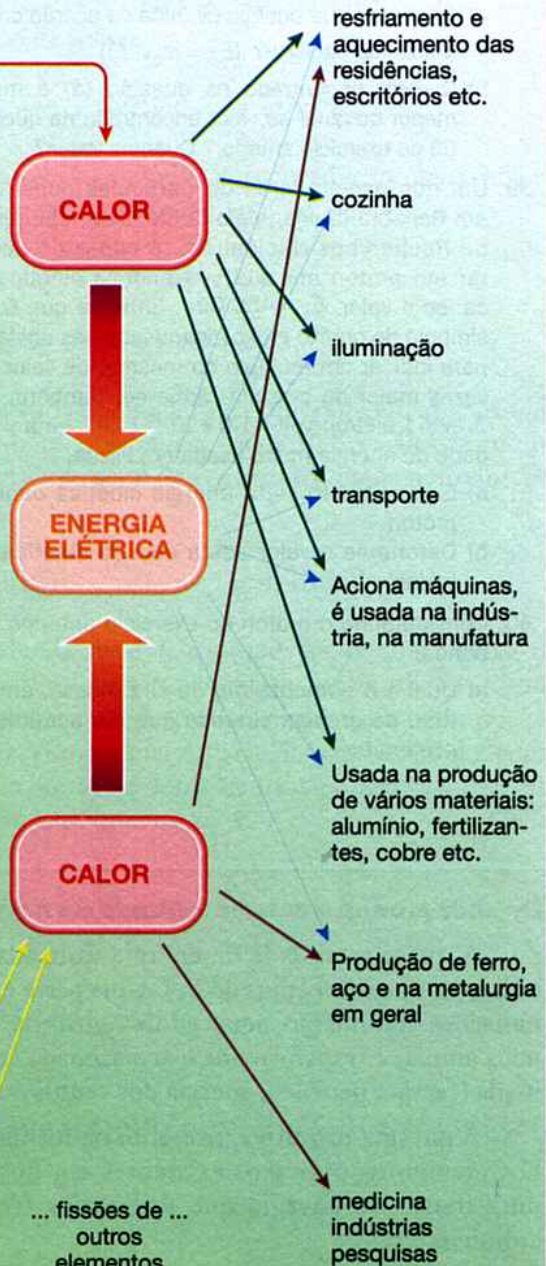 resfriamento e
aquecimento das
residências,
escritórios etc.
CALOR
cozinha
iluminação
ENERGIA
ELÉTRICA
transporte
Aciona máquinas,
é usada na indús-
tria, na manufatura
Usada na produção
de vários materiais:
alumínio, fertilizan-
tes, cobre etc.
CALOR
Produção de ferro,
aço e na metalurgia
em geral
... fissões de ...
outros
elementos
medicina
indústrias
pesquisas